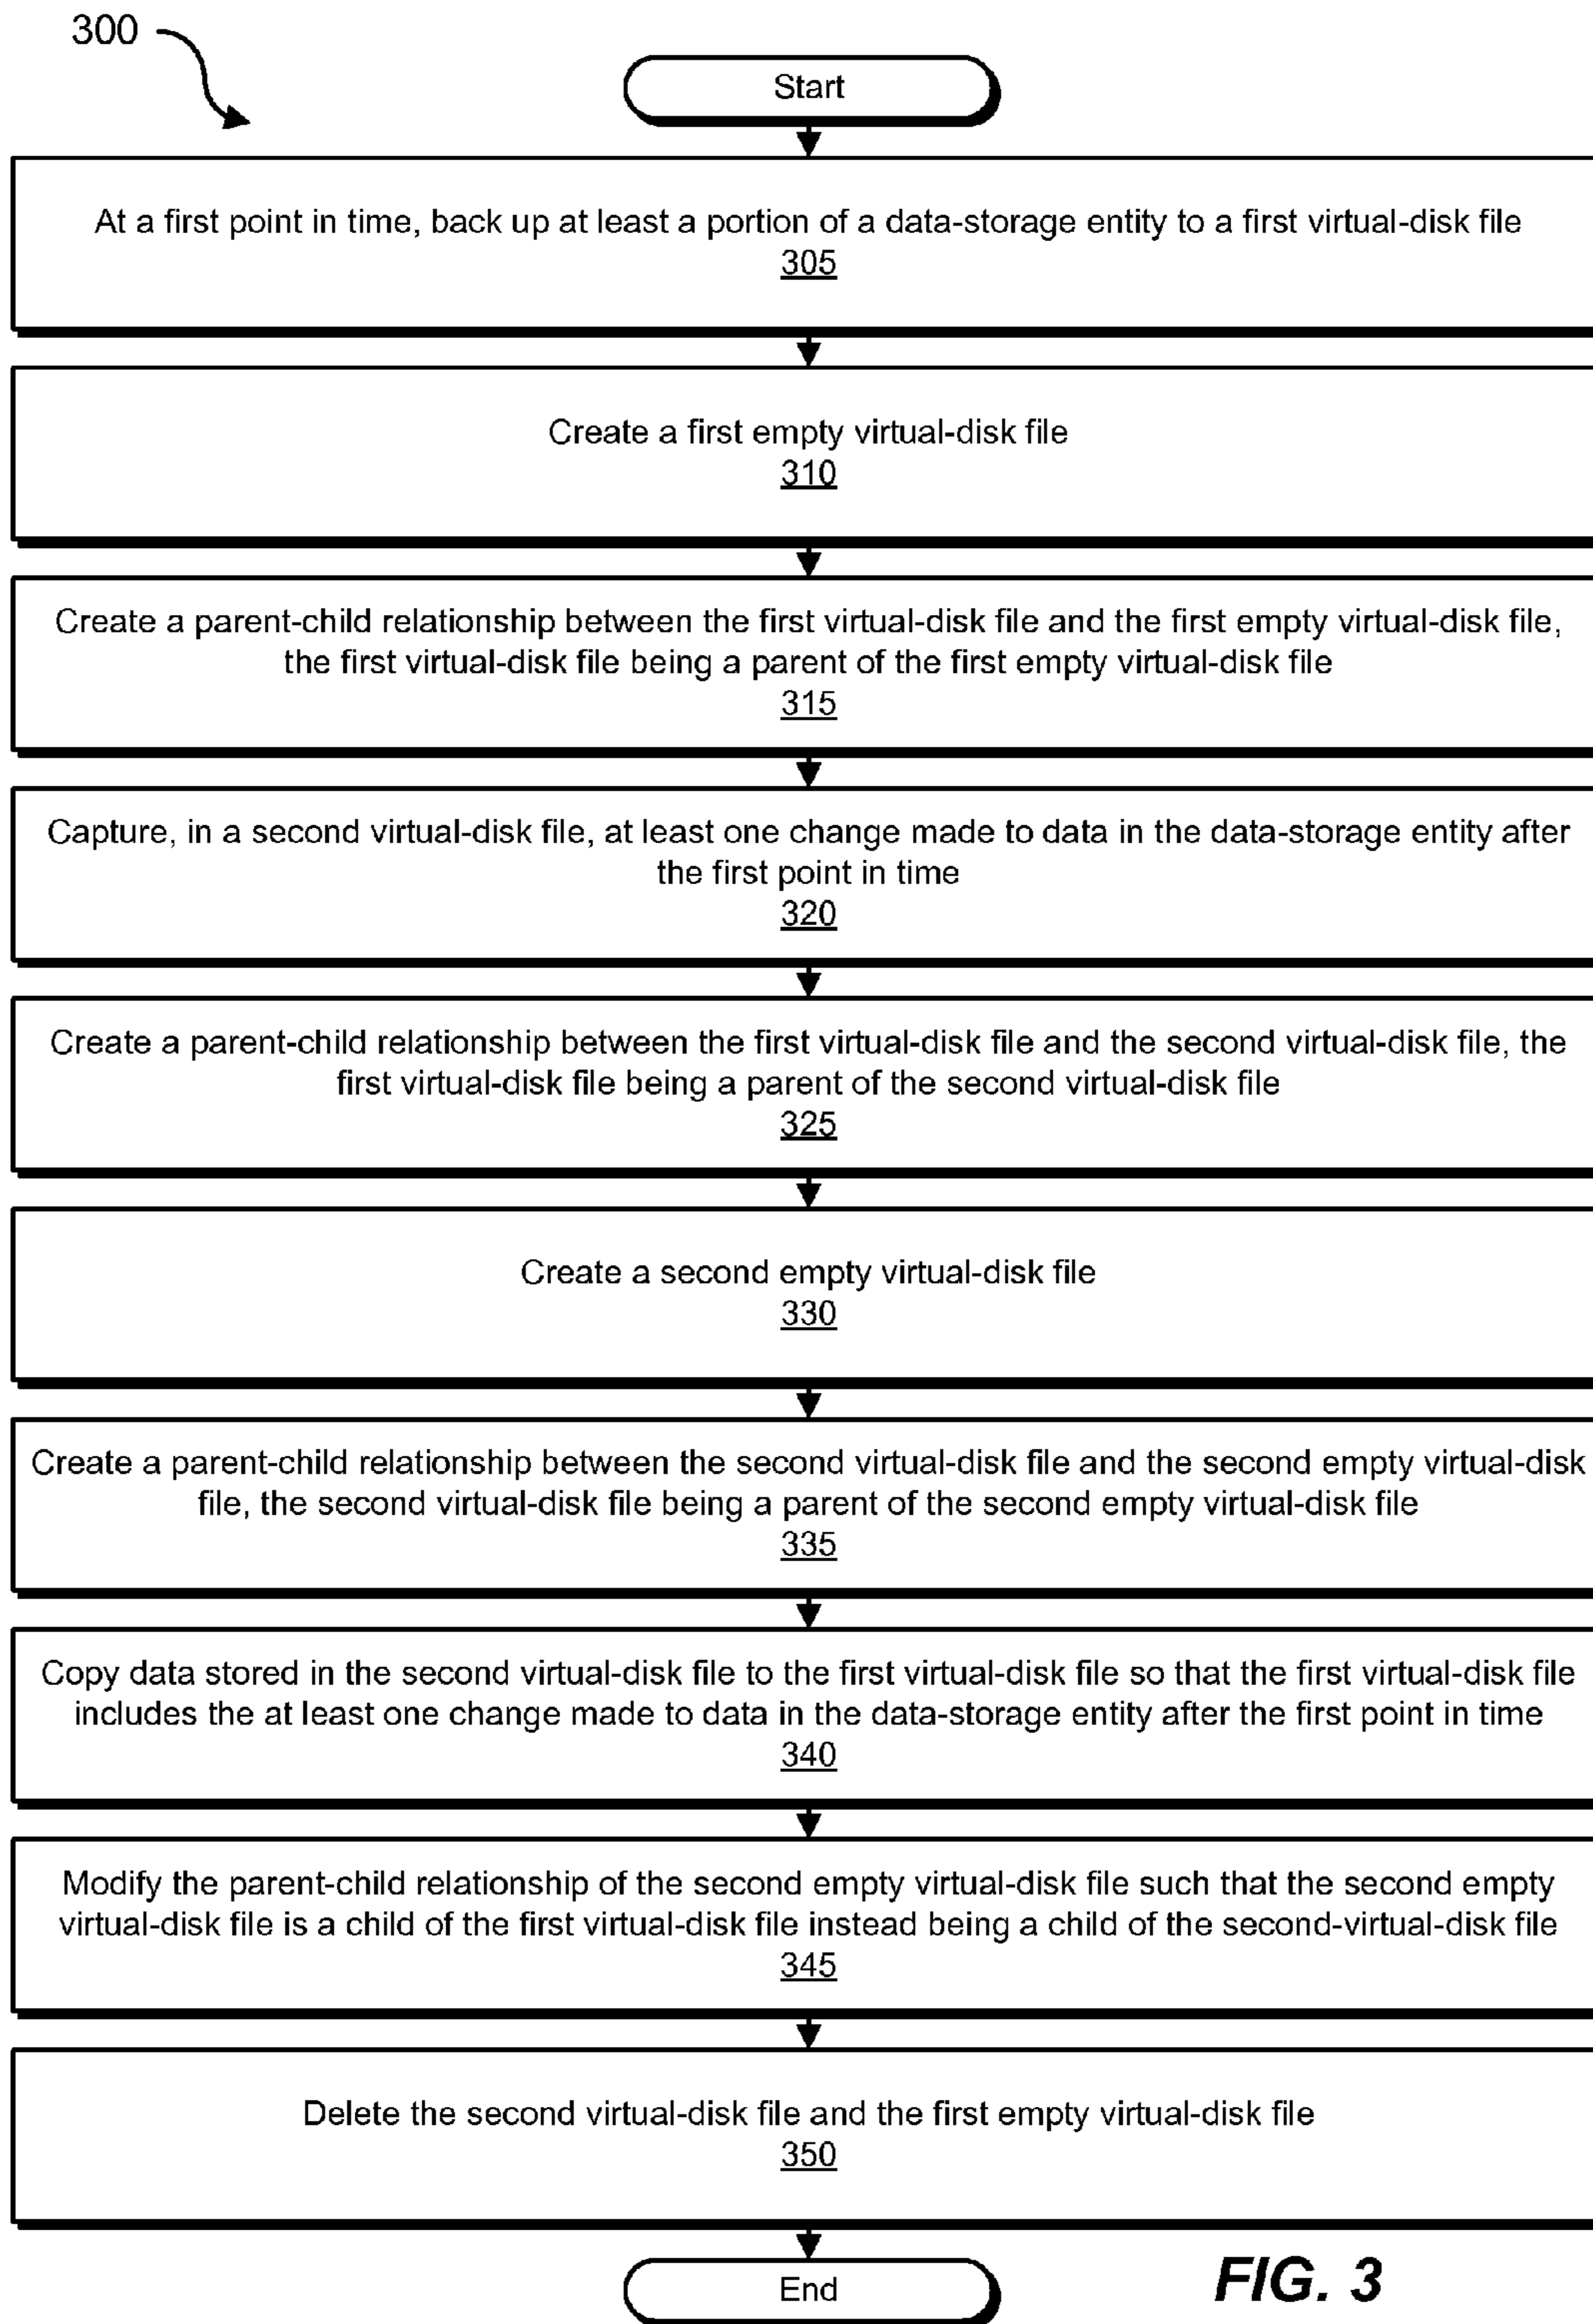 300
Start
At a first point in time, back up at least a portion of a data-storage entity to a first virtual-disk file
305
Create a first empty virtual-disk file
310
Create a parent-child relationship between the first virtual-disk file and the first empty virtual-disk file,
the first virtual-disk file being a parent of the first empty virtual-disk file
315
Capture, in a second virtual-disk file, at least one change made to data in the data-storage entity after
the first point in time
320
Create a parent-child relationship between the first virtual-disk file and the second virtual-disk file, the
first virtual-disk file being a parent of the second virtual-disk file
325
Create a second empty virtual-disk file
330
Create a parent-child relationship between the second virtual-disk file and the second empty virtual-disk
file, the second virtual-disk file being a parent of the second empty virtual-disk file
335
Copy data stored in the second virtual-disk file to the first virtual-disk file so that the first virtual-disk file
includes the at least one change made to data in the data-storage entity after the first point in time
340
Modify the parent-child relationship of the second empty virtual-disk file such that the second empty
virtual-disk file is a child of the first virtual-disk file instead being a child of the second-virtual-disk file
345
Delete the second virtual-disk file and the first empty virtual-disk file
350
End
FIG. 3